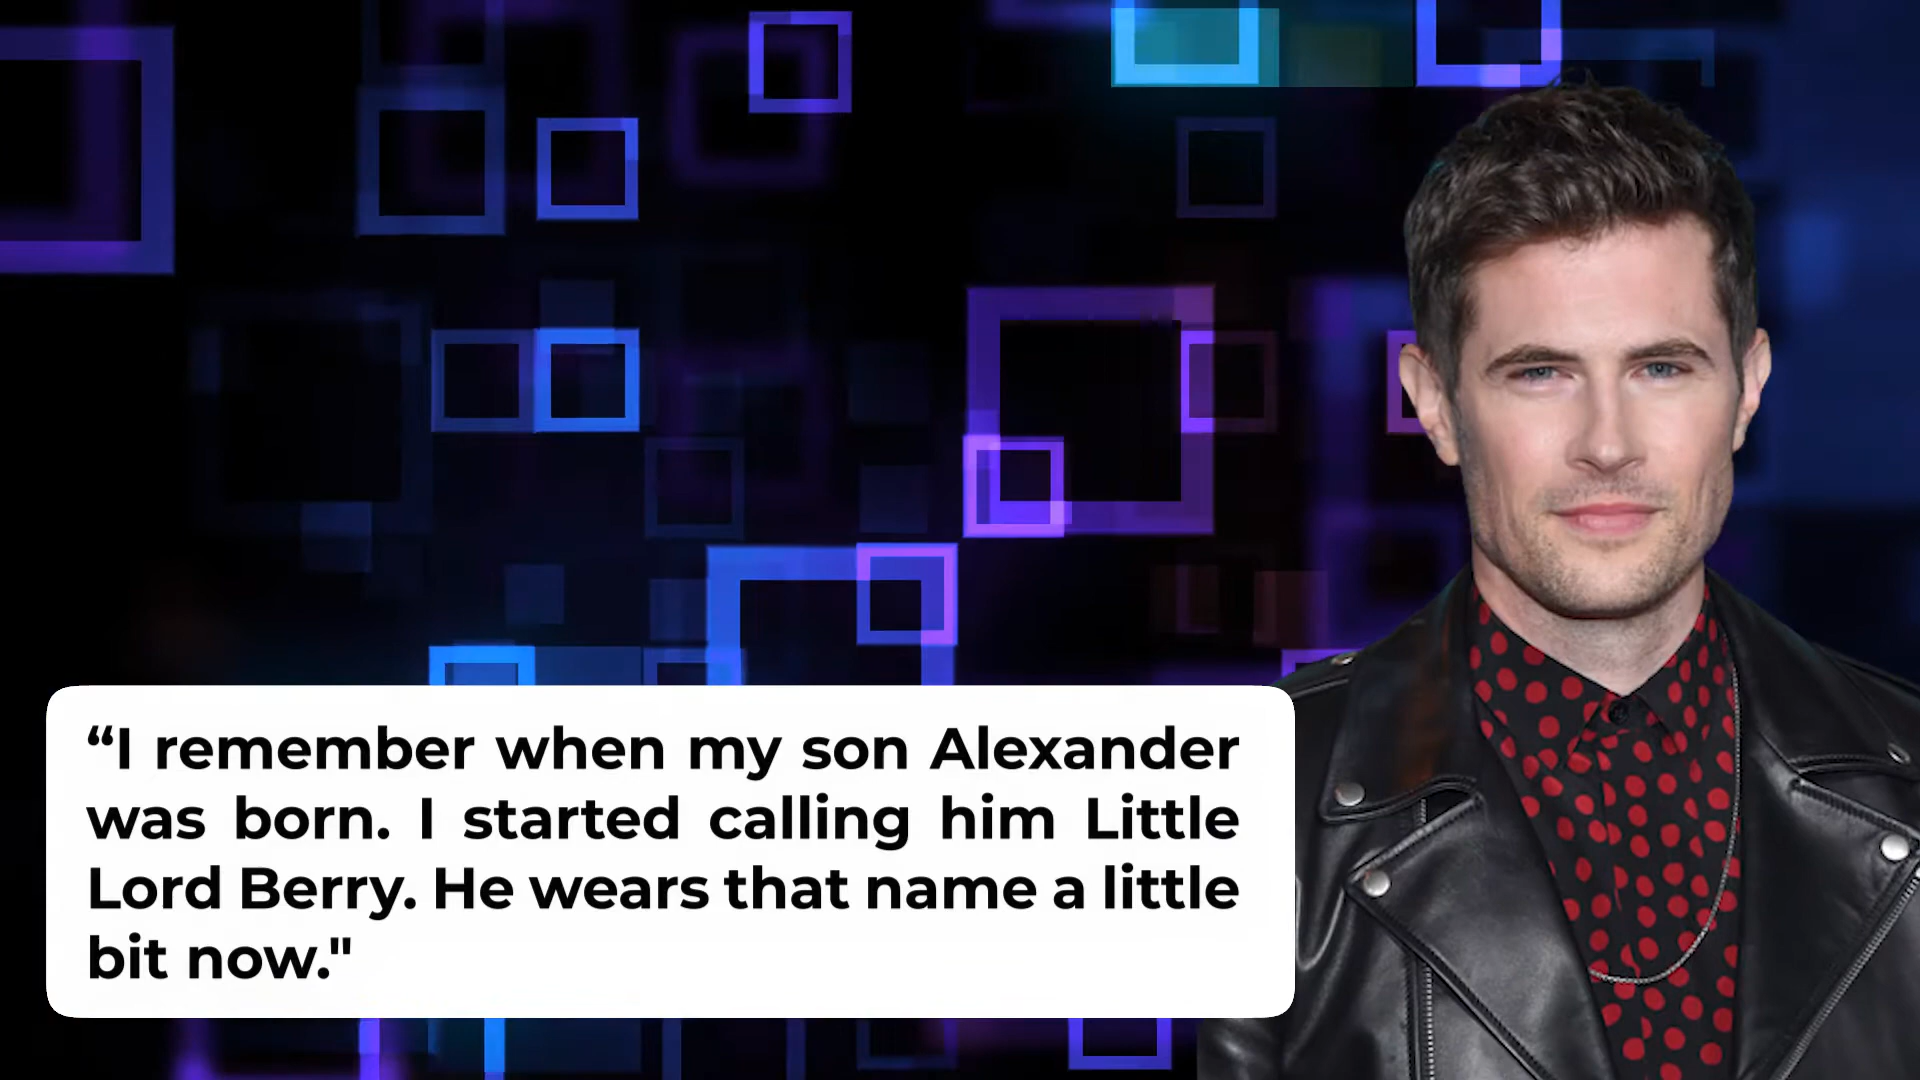 “I remember when my son Alexander
was born. I started calling him Little
Lord Berry. He wears that name a little
bit now."